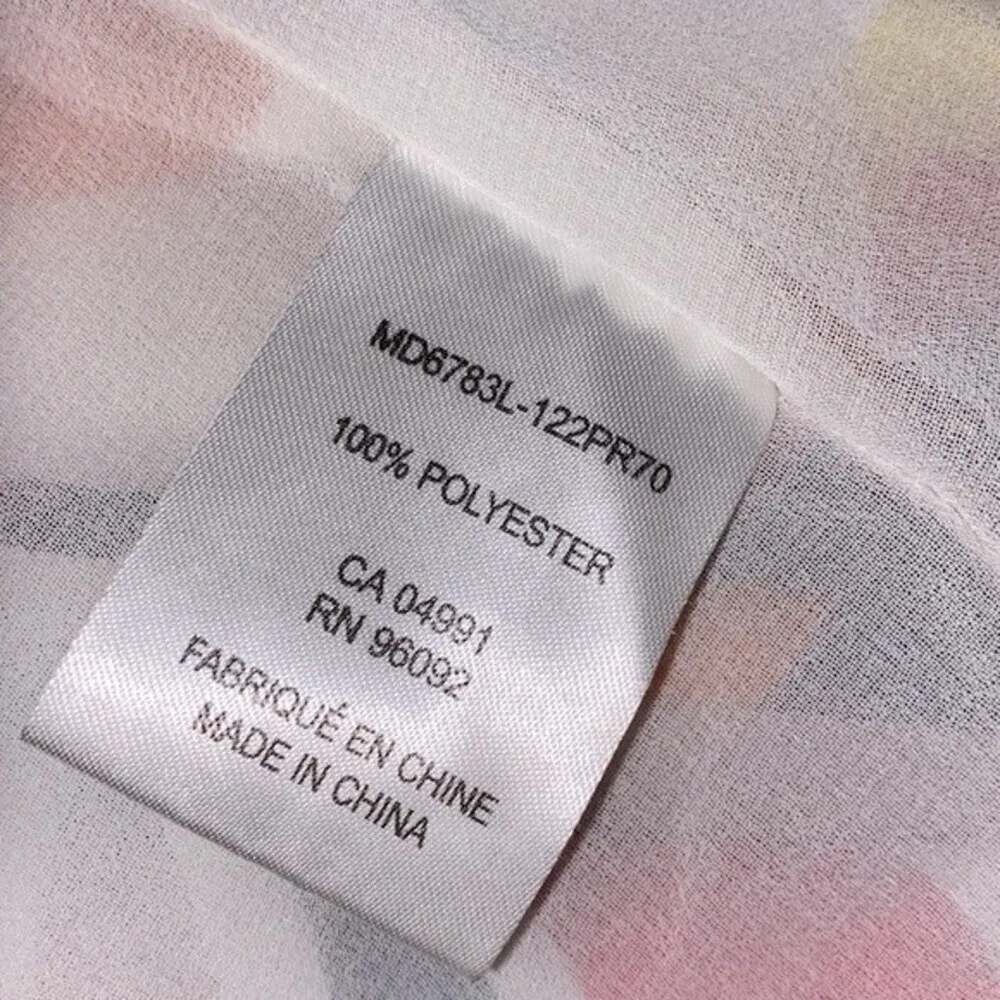 MD6783L-122PR70
100% POLYESTER
CA 04991
RN 96092
FABRIQUÉ EN CHINE
MADE IN CHINA